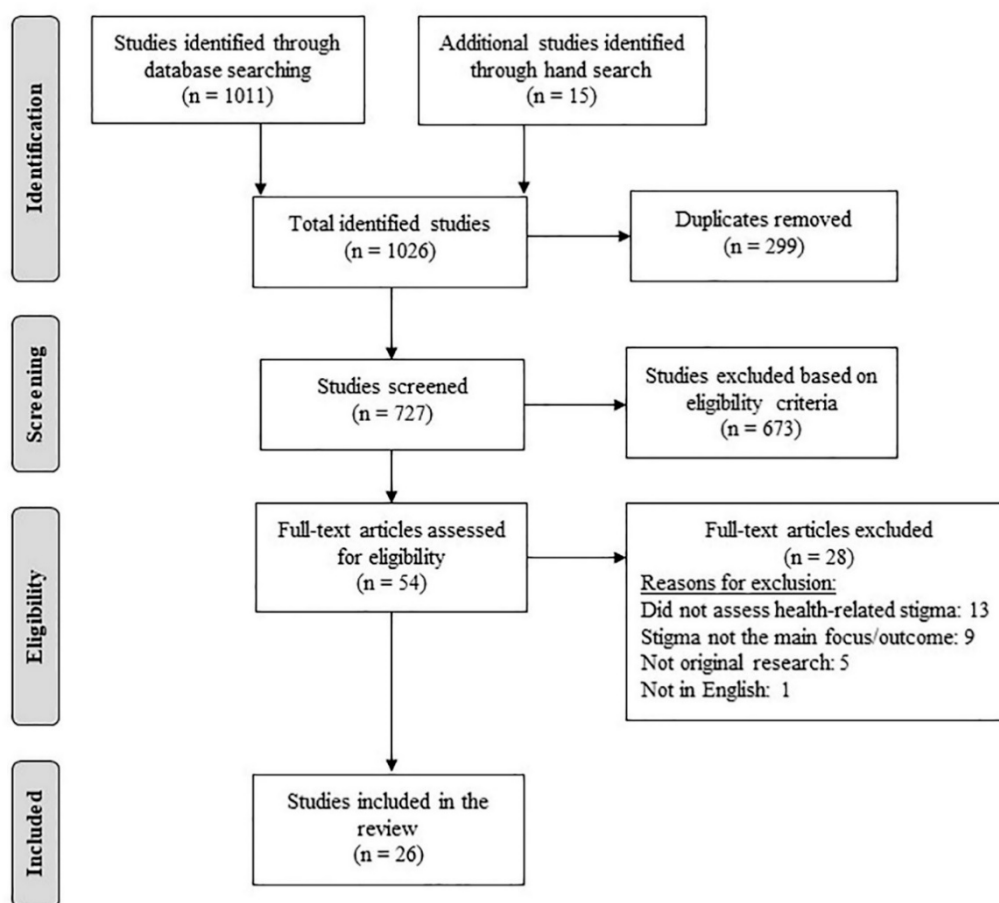 Identification
Studies identified through
database searching
(n = 1011)
Additional studies identified
through hand search
(n = 15)
Total identified studies
(n = 1026)
Duplicates removed
(n = 299)
Screening
Studies screened
(n = 727)
Studies excluded based on
eligibility criteria
(n = 673)
Eligibility
Full-text articles assessed
for eligibility
(n = 54)
Full-text articles excluded
(n = 28)
Reasons for exclusion:
Did not assess health-related stigma: 13
Stigma not the main focus/outcome: 9
Not original research: 5
Not in English: 1
Included
Studies included in the
review
(n = 26)